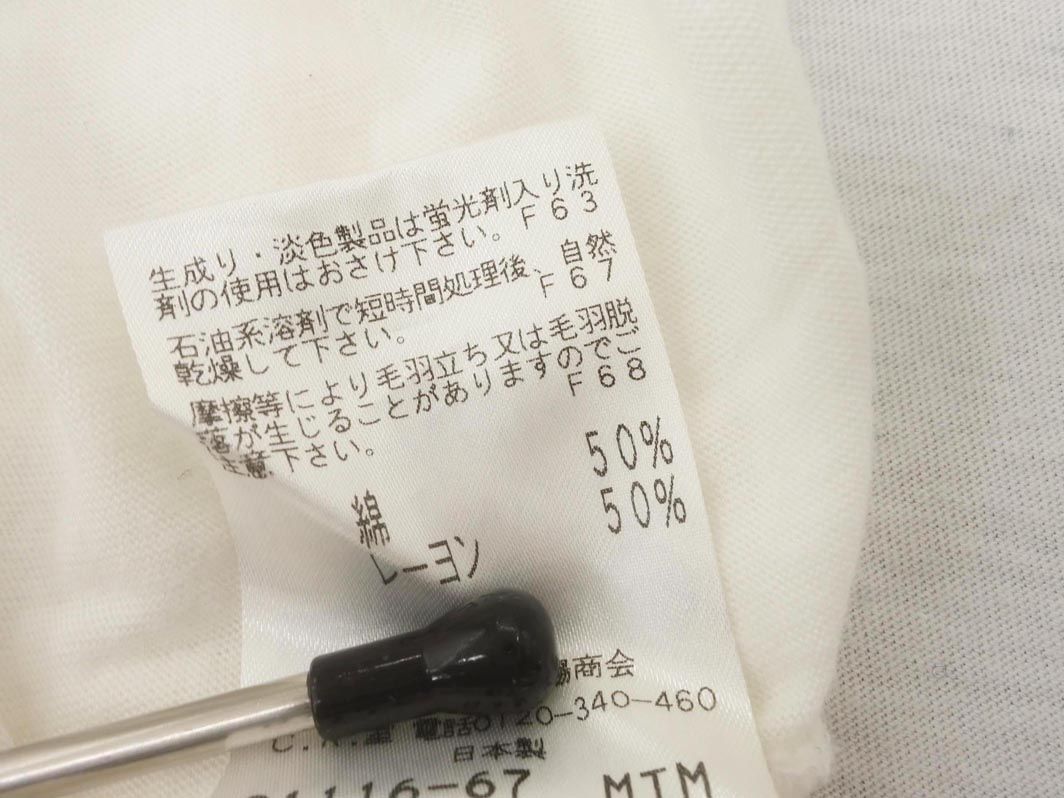 生成り・淡色製品は蛍光剤入り洗
剤の使用はおさけ下さい。 F63
石油系溶剤で短時間処理後、自然
乾燥して下さい。 F67
摩擦等により毛羽立ち又は毛羽脱
落が生じることがありますのでご
注意下さい。 F68
綿 50%
レーヨン 50%
商会
電話0120-340-460
日本製
1116-67 MTM